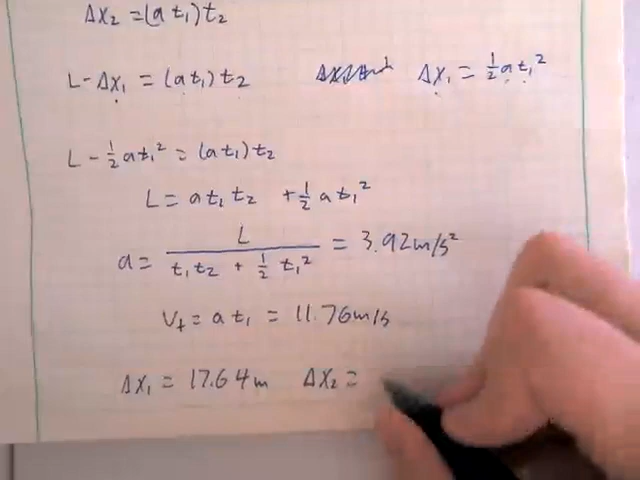 Δx₂ = (at₁)t₂
L - Δx₁ = (at₁)t₂ Δx₁ = ½at₁²
L - ½at₁² = (at₁)t₂
L = at₁t₂ + ½at₁²
a = L / (t₁t₂ + ½t₁²) = 3.92m/s²
V₊ = at₁ = 11.76m/s
Δx₁ = 17.64m Δx₂ =